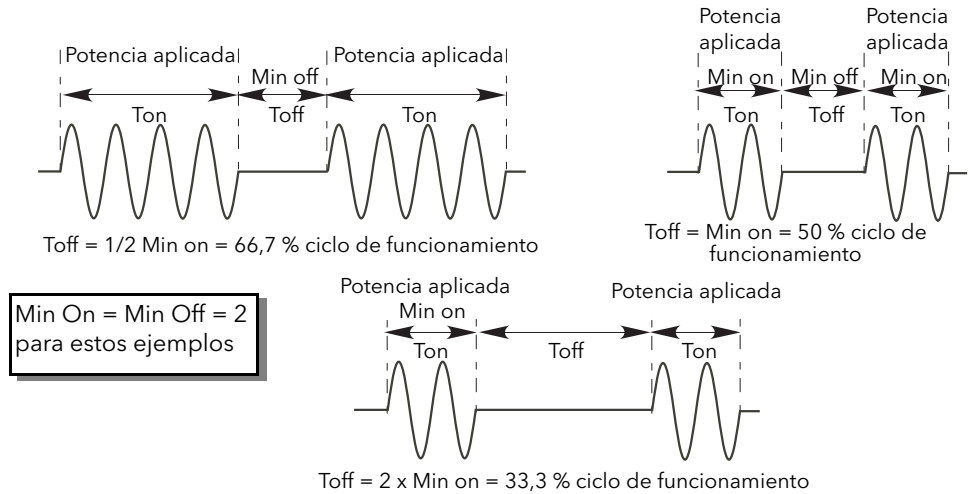 Potencia aplicada
Potencia aplicada
Min off
Ton
Toff
Ton
Toff = 1/2 Min on = 66,7 % ciclo de funcionamiento
Potencia
aplicada
Potencia
aplicada
Min on
Min off
Min on
Ton
Toff
Ton
Toff = Min on = 50 % ciclo de
funcionamiento
Min On = Min Off = 2
para estos ejemplos
Potencia aplicada
Min on
Potencia aplicada
Ton
Toff
Ton
Toff = 2 x Min on = 33,3 % ciclo de funcionamiento